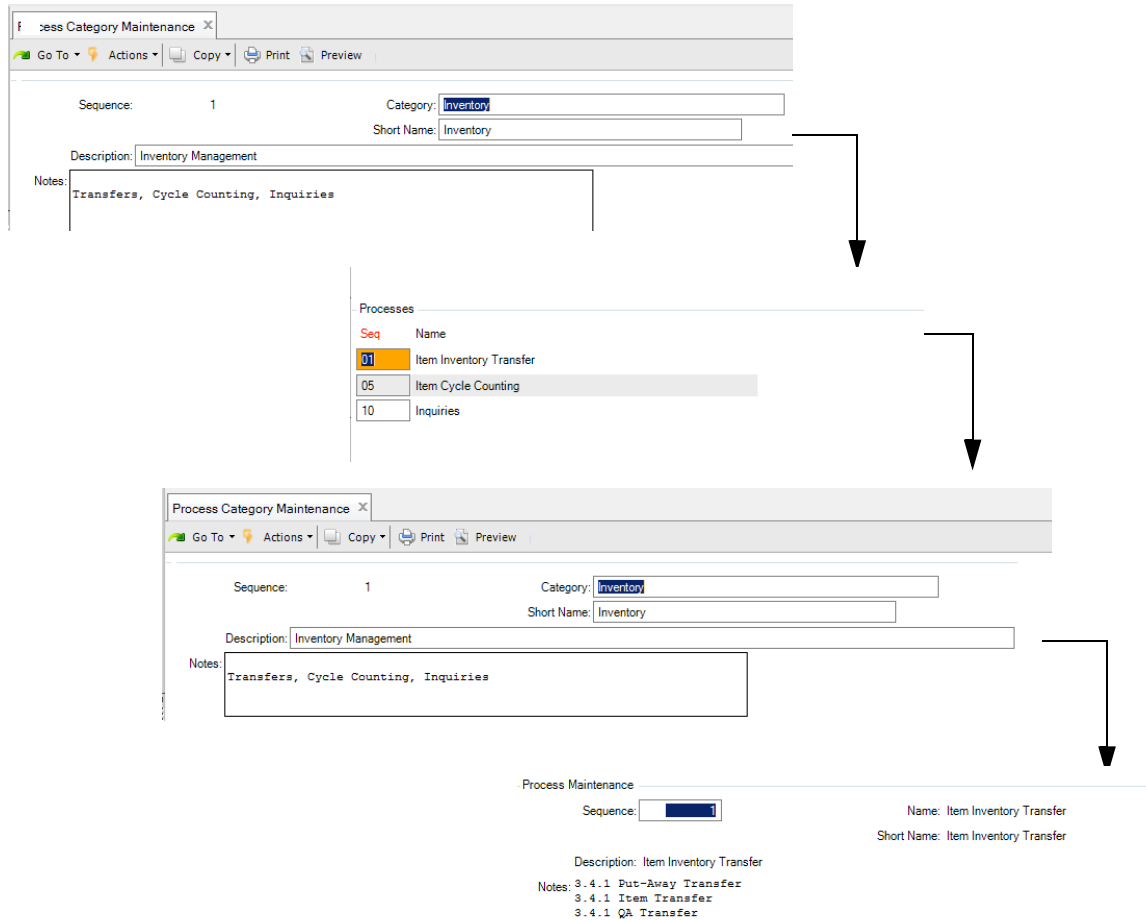 Process Category Maintenance
Go To Actions Copy Print Preview
Sequence: 1 Category: Inventory
Short Name: Inventory
Description: Inventory Management
Notes:
Transfers, Cycle Counting, Inquiries
Processes
Seq Name
01 Item Inventory Transfer
05 Item Cycle Counting
10 Inquiries
Process Category Maintenance
Go To Actions Copy Print Preview
Sequence: 1 Category: Inventory
Short Name: Inventory
Description: Inventory Management
Notes:
Transfers, Cycle Counting, Inquiries
Process Maintenance
Sequence: 1 Name: Item Inventory Transfer
Short Name: Item Inventory Transfer
Description: Item Inventory Transfer
Notes: 3.4.1 Put-Away Transfer
3.4.1 Item Transfer
3.4.1 QA Transfer